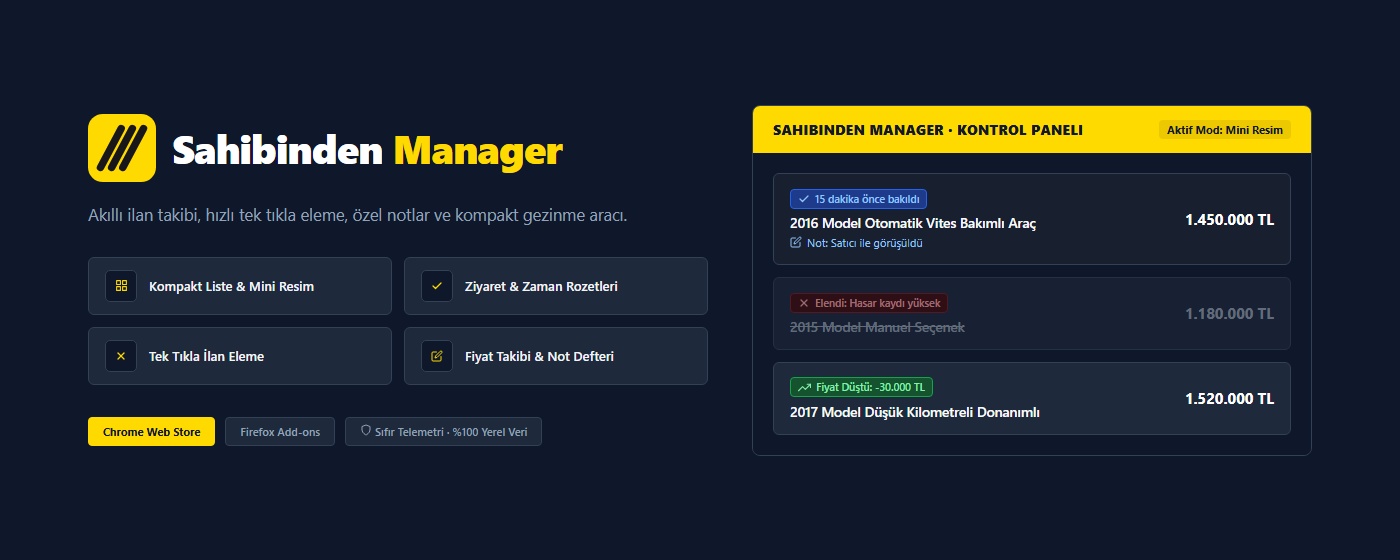 Sahibinden Manager
Akıllı ilan takibi, hızlı tek tıkla eleme, özel notlar ve kompakt gezinme aracı.
Kompakt Liste & Mini Resim
Ziyaret & Zaman Rozetleri
Tek Tıkla İlan Eleme
Fiyat Takibi & Not Defteri
Chrome Web Store
Firefox Add-ons
Sıfır Telemetri · %100 Yerel Veri
SAHIBINDEN MANAGER · KONTROL PANELİ
Aktif Mod: Mini Resim
15 dakika önce bakıldı
2016 Model Otomatik Vites Bakımlı Araç
Not: Satıcı ile görüşüldü
1.450.000 TL
Elendi: Hasar kaydı yüksek
2015 Model Manuel Seçenek
1.180.000 TL
Fiyat Düştü: -30.000 TL
2017 Model Düşük Kilometreli Donanımlı
1.520.000 TL